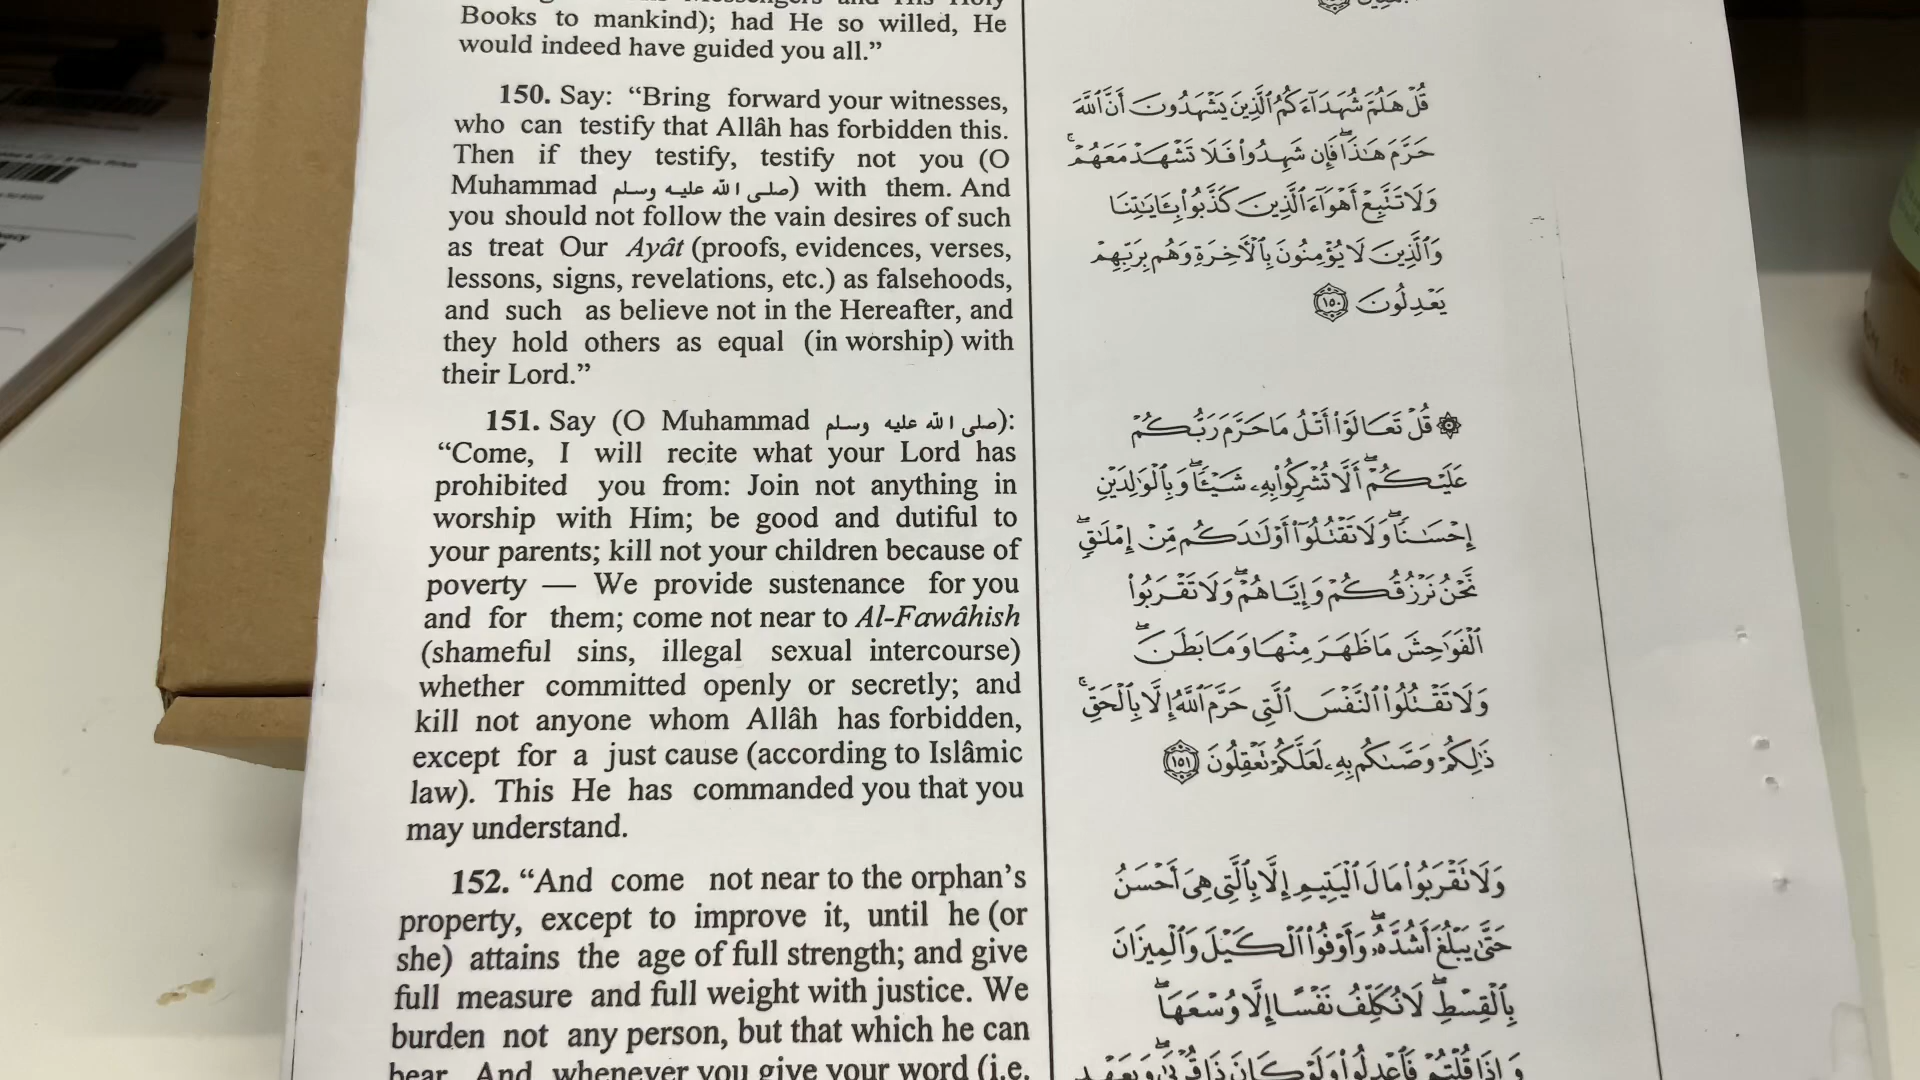 Books to mankind); had He so willed, He
would indeed have guided you all.”
150. Say: “Bring forward your witnesses,
who can testify that Allâh has forbidden this.
Then if they testify, testify not you (O
Muhammad صلى الله عليه وسلم) with them. And
you should not follow the vain desires of such
as treat Our Ayât (proofs, evidences, verses,
lessons, signs, revelations, etc.) as falsehoods,
and such as believe not in the Hereafter, and
they hold others as equal (in worship) with
their Lord.”
151. Say (O Muhammad صلى الله عليه وسلم):
“Come, I will recite what your Lord has
prohibited you from: Join not anything in
worship with Him; be good and dutiful to
your parents; kill not your children because of
poverty — We provide sustenance for you
and for them; come not near to Al-Fawâhish
(shameful sins, illegal sexual intercourse)
whether committed openly or secretly; and
kill not anyone whom Allâh has forbidden,
except for a just cause (according to Islâmic
law). This He has commanded you that you
may understand.
152. “And come not near to the orphan’s
property, except to improve it, until he (or
she) attains the age of full strength; and give
full measure and full weight with justice. We
burden not any person, but that which he can
bear. And whenever you give your word (i.e.
قُلْ هَلُمَّ شُهَدَآءَكُمُ ٱلَّذِينَ يَشْهَدُونَ أَنَّ ٱللَّهَ
حَرَّمَ هَٰذَا ۖ فَإِن شَهِدُوا۟ فَلَا تَشْهَدْ مَعَهُمْ ۚ
وَلَا تَتَّبِعْ أَهْوَآءَ ٱلَّذِينَ كَذَّبُوا۟ بِـَٔايَٰتِنَا
وَٱلَّذِينَ لَا يُؤْمِنُونَ بِٱلْـَٔاخِرَةِ وَهُم بِرَبِّهِمْ
يَعْدِلُونَ ١٥٠
۞ قُلْ تَعَالَوْا۟ أَتْلُ مَا حَرَّمَ رَبُّكُمْ
عَلَيْكُمْ ۖ أَلَّا تُشْرِكُوا۟ بِهِۦ شَيْـًٔا ۖ وَبِٱلْوَٰلِدَيْنِ
إِحْسَٰنًا ۖ وَلَا تَقْتُلُوٓا۟ أَوْلَٰدَكُم مِّنْ إِمْلَٰقٍ ۖ
نَّحْنُ نَرْزُقُكُمْ وَإِيَّاهُمْ ۖ وَلَا تَقْرَبُوا۟
ٱلْفَوَٰحِشَ مَا ظَهَرَ مِنْهَا وَمَا بَطَنَ ۖ
وَلَا تَقْتُلُوا۟ ٱلنَّفْسَ ٱلَّتِى حَرَّمَ ٱللَّهُ إِلَّا بِٱلْحَقِّ ۚ
ذَٰلِكُمْ وَصَّىٰكُم بِهِۦ لَعَلَّكُمْ تَعْقِلُونَ ١٥١
وَلَا تَقْرَبُوا۟ مَالَ ٱلْيَتِيمِ إِلَّا بِٱلَّتِى هِىَ أَحْسَنُ
حَتَّىٰ يَبْلُغَ أَشُدَّهُۥ ۖ وَأَوْفُوا۟ ٱلْكَيْلَ وَٱلْمِيزَانَ
بِٱلْقِسْطِ ۖ لَا نُكَلِّفُ نَفْسًا إِلَّا وُسْعَهَا ۖ
وَإِذَا قُلْتُمْ فَٱعْدِلُوا۟ وَلَوْ كَانَ ذَا قُرْبَىٰ ۖ وَبِعَهْدِ